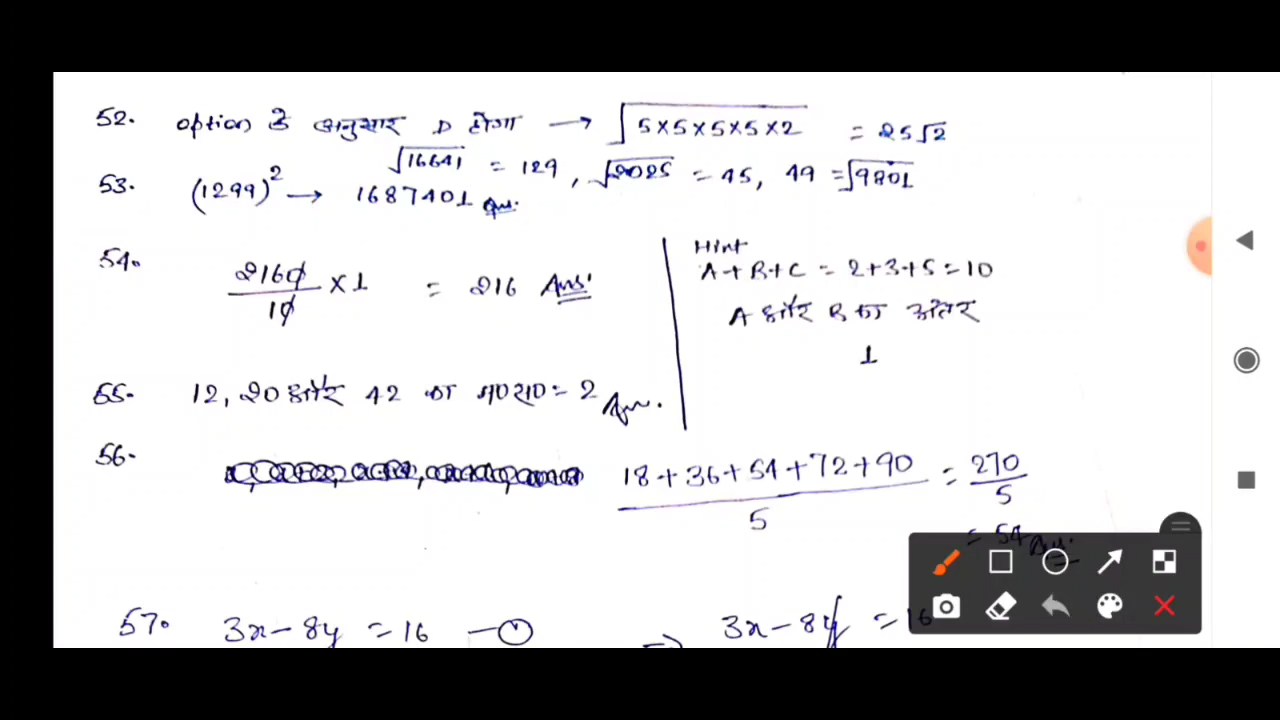 52. option के अनुसार D होगा → √5×5×5×5×2 = 25√2
√16641 = 129, √2025 = 45, 49 = √9801
53. (1299)² → 1687401 Ans.
54. 2160/10 × 1 = 216 Ans.
Hint
A+B+C = 2+3+5 = 10
A और B का अंतर
1
55. 12, 20 और 42 का म०स० = 2 Ans.
56. 18+36+54+72+90 / 5 = 270/5
= 54 Ans.
57. 3x - 8y = 16 —① → 3x - 8y = 16